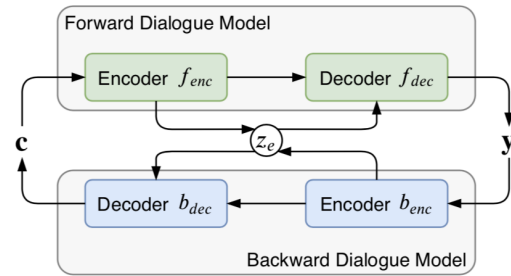 Forward Dialogue Model
Encoder f_enc
Decoder f_dec
c
z_e
y
Decoder b_dec
Encoder b_enc
Backward Dialogue Model